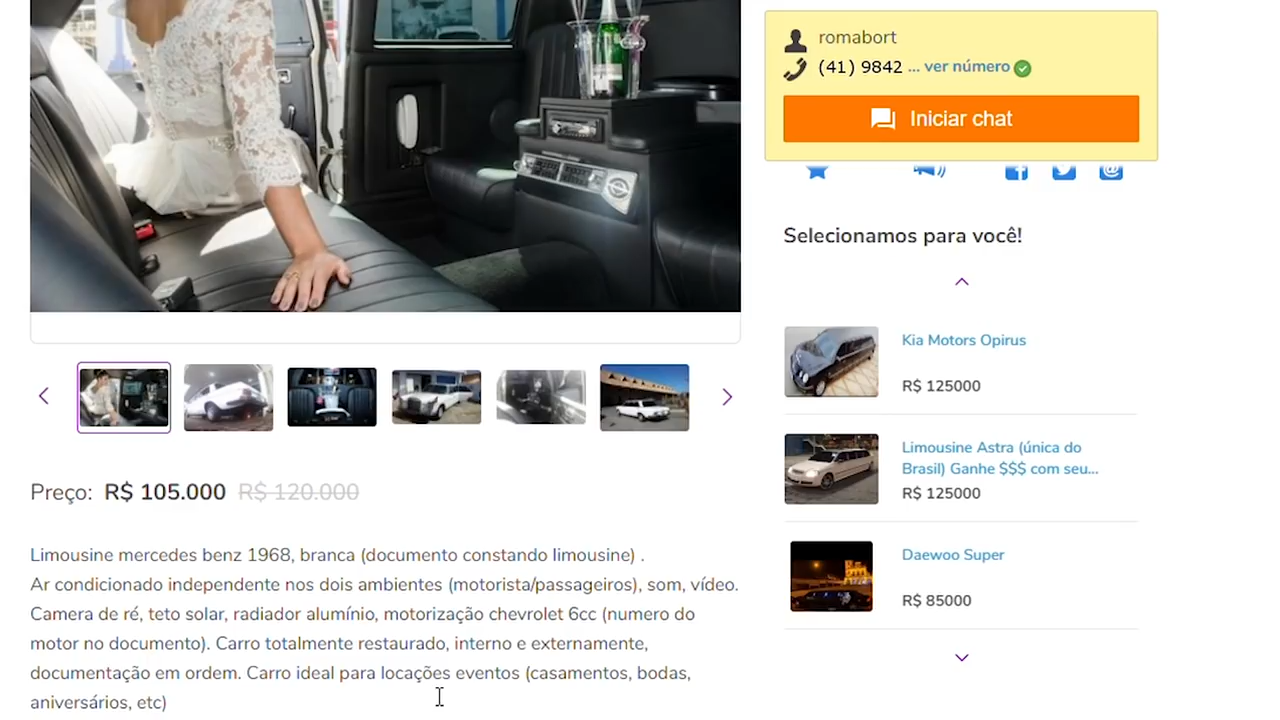 romabort
(41) 9842 ... ver número
Iniciar chat
Selecionamos para você!
Kia Motors Opirus
R$ 125000
Limousine Astra (única do
Brasil) Ganhe $$$ com seu...
R$ 125000
Daewoo Super
R$ 85000
Preço: R$ 105.000 R$ 120.000
Limousine mercedes benz 1968, branca (documento constando limousine) .
Ar condicionado independente nos dois ambientes (motorista/passageiros), som, vídeo.
Camera de ré, teto solar, radiador alumínio, motorização chevrolet 6cc (numero do
motor no documento). Carro totalmente restaurado, interno e externamente,
documentação em ordem. Carro ideal para locações eventos (casamentos, bodas,
aniversários, etc)